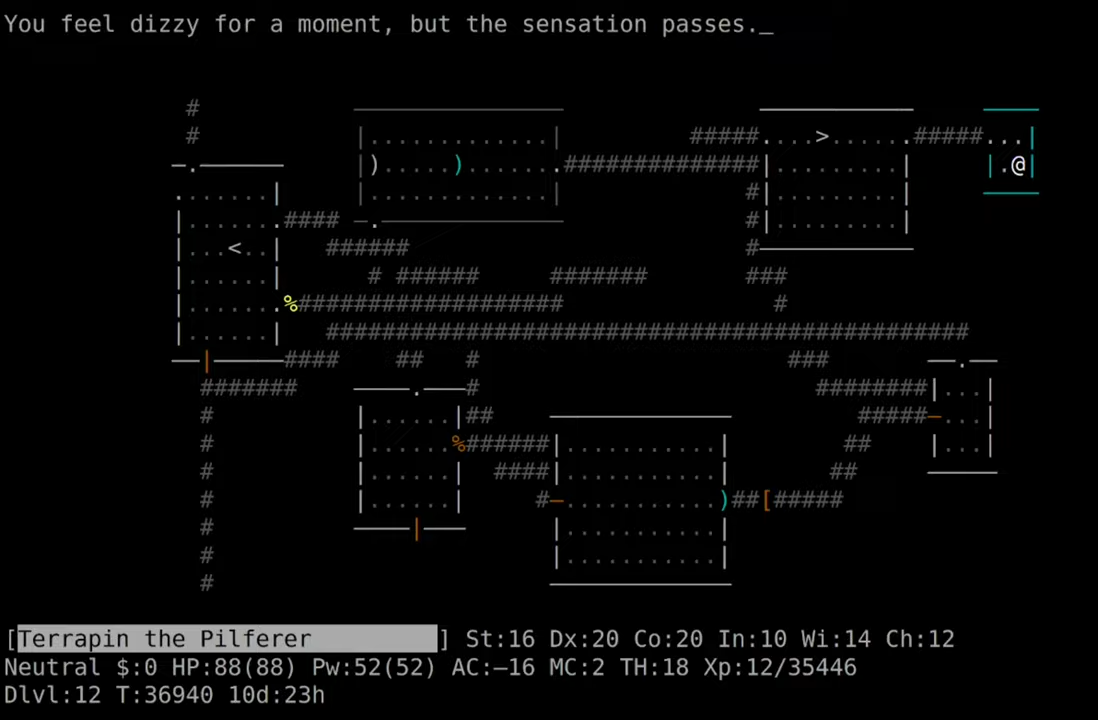 You feel dizzy for a moment, but the sensation passes._
[Terrapin the Pilferer] St:16 Dx:20 Co:20 In:10 Wi:14 Ch:12
Neutral $:0 HP:88(88) Pw:52(52) AC:-16 MC:2 TH:18 Xp:12/35446
Dlvl:12 T:36940 10d:23h